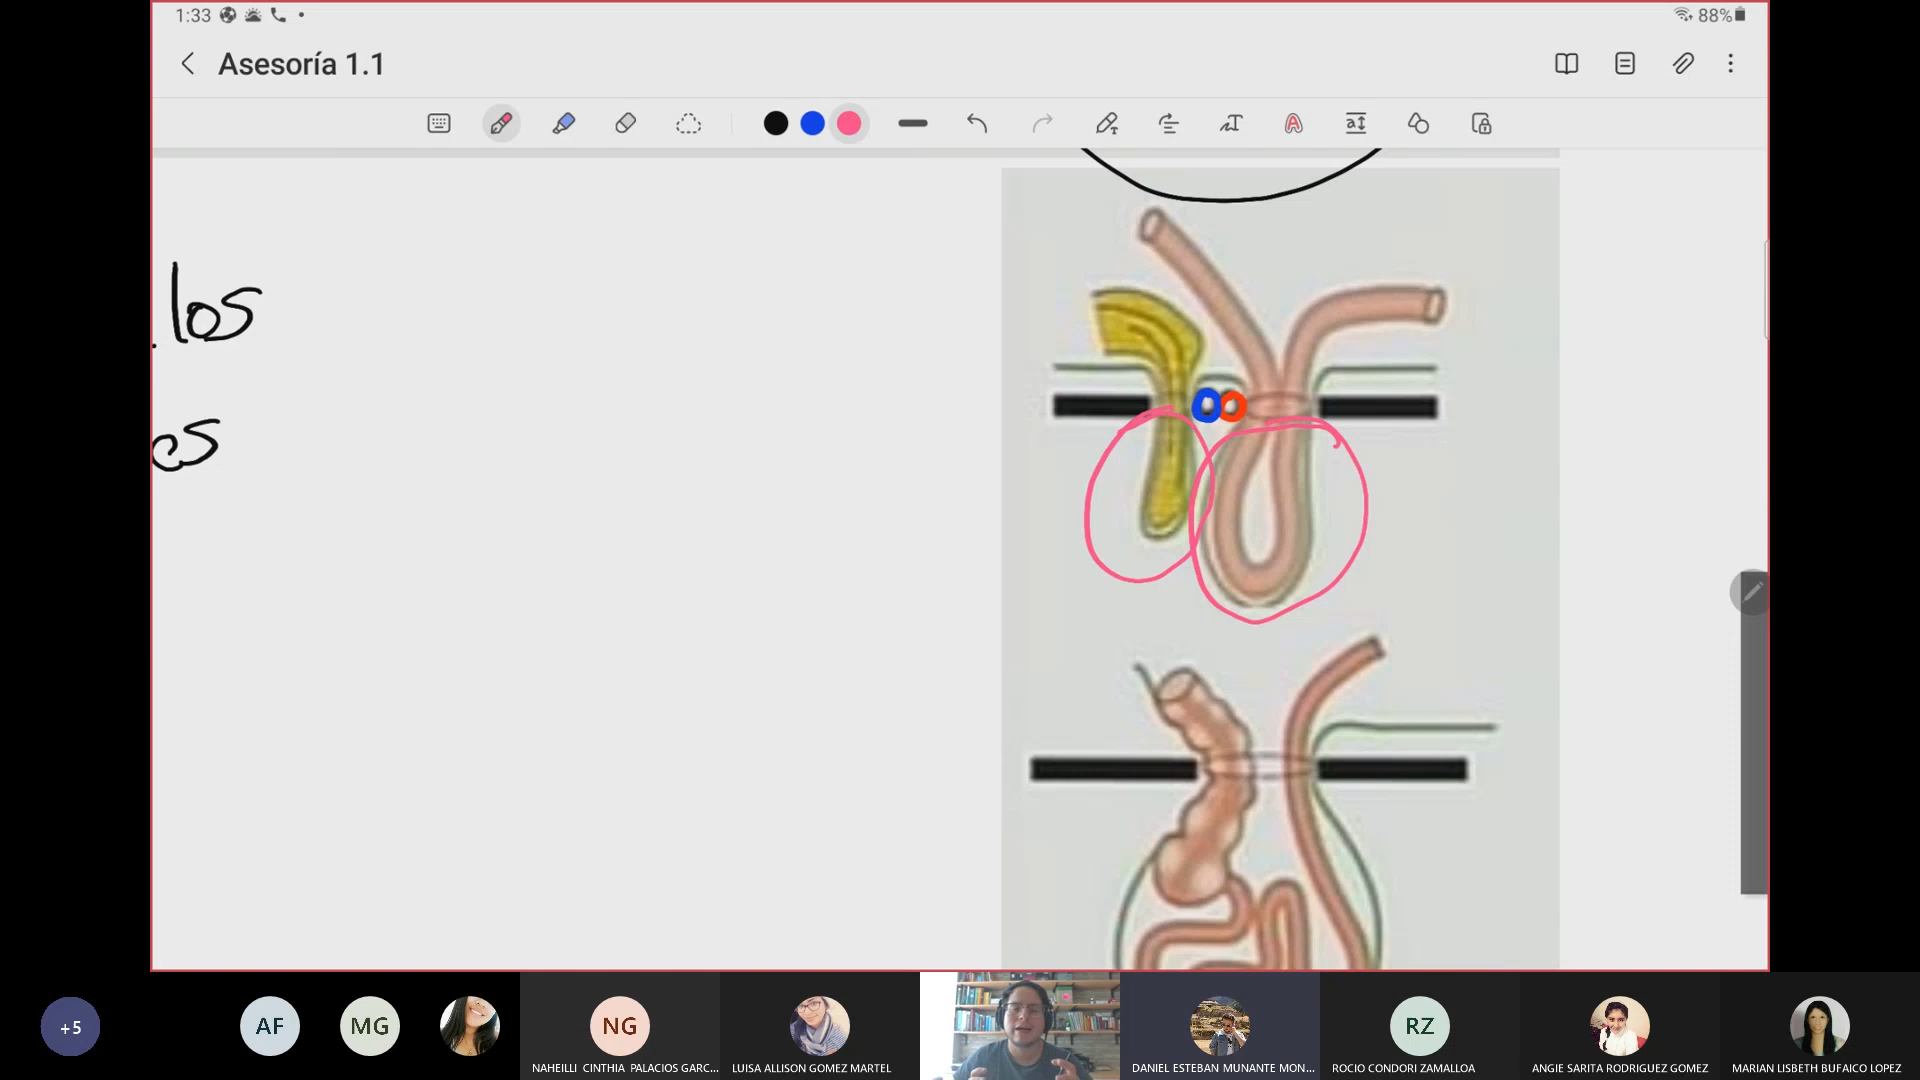 1:33
88%
Asesoría 1.1
los
es
+5
AF
MG
NG
RZ
NAHEILLI CINTHIA PALACIOS GARC...
LUISA ALLISON GOMEZ MARTEL
DANIEL ESTEBAN MUNANTE MON...
ROCIO CONDORI ZAMALLOA
ANGIE SARITA RODRIGUEZ GOMEZ
MARIAN LISBETH BUFAICO LOPEZ